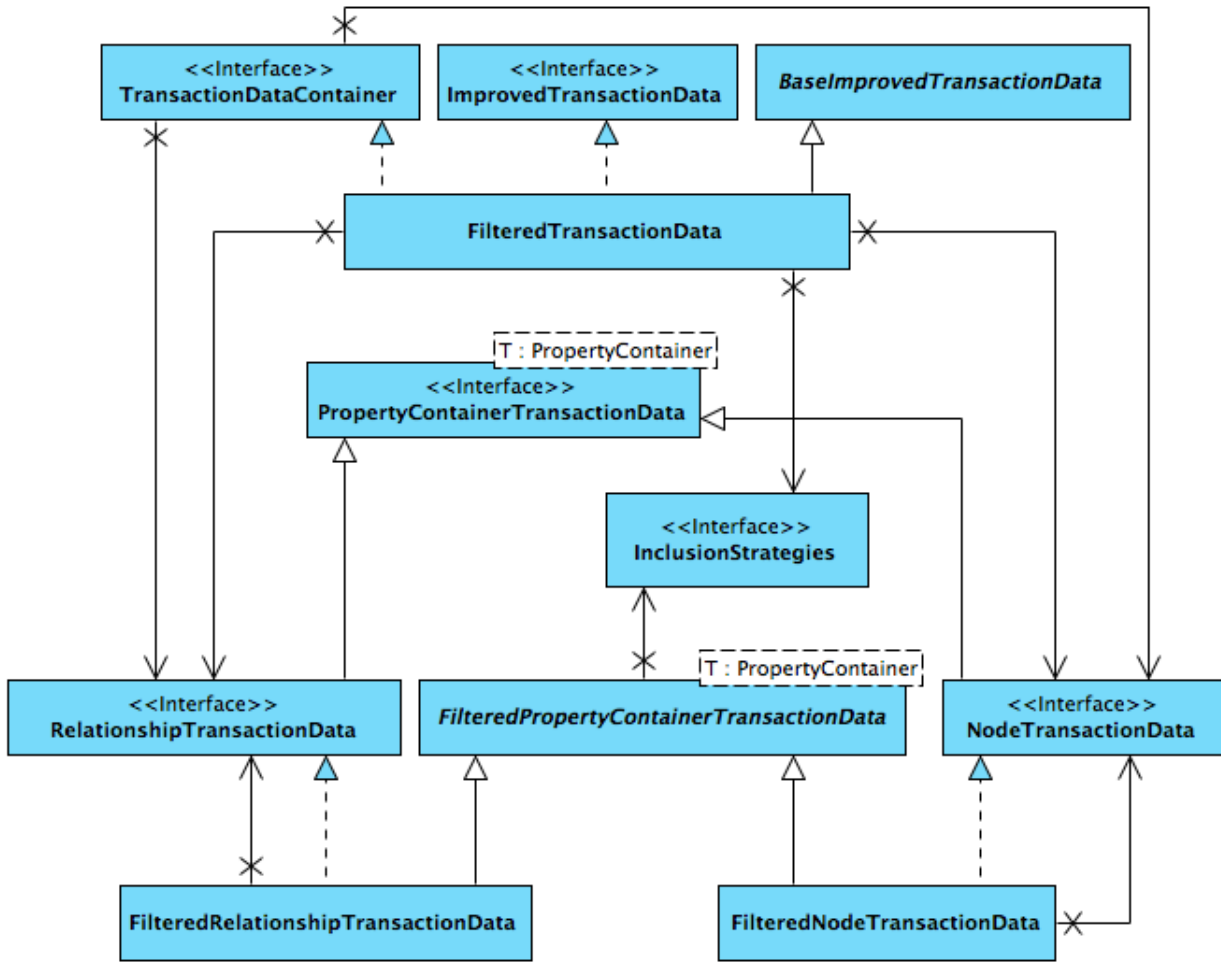 <<Interface>>
TransactionDataContainer
<<Interface>>
ImprovedTransactionData
BaseImprovedTransactionData
FilteredTransactionData
T : PropertyContainer
<<Interface>>
PropertyContainerTransactionData
<<Interface>>
InclusionStrategies
T : PropertyContainer
<<Interface>>
RelationshipTransactionData
FilteredPropertyContainerTransactionData
<<Interface>>
NodeTransactionData
FilteredRelationshipTransactionData
FilteredNodeTransactionData